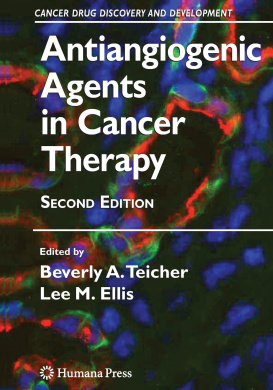 CANCER DRUG DISCOVERY AND DEVELOPMENT
Antiangiogenic
Agents
in Cancer
Therapy
SECOND EDITION
Edited by
Beverly A. Teicher
Lee M. Ellis
Humana Press